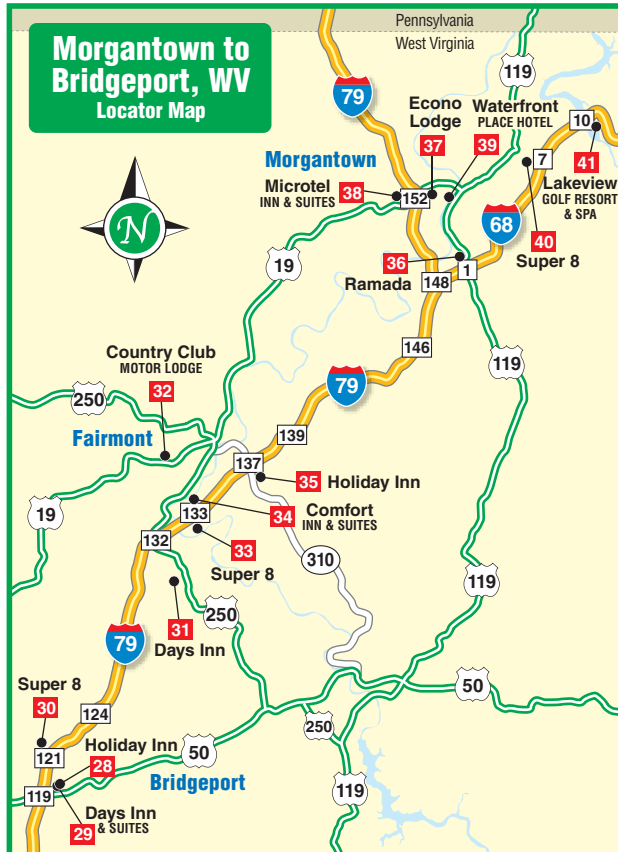 Pennsylvania
West Virginia
Morgantown to
Bridgeport, WV
Locator Map
N
79
119
Econo
Lodge
37
Waterfront
PLACE HOTEL
39
10
7
41
Lakeview
GOLF RESORT
& SPA
Morgantown
Microtel
INN & SUITES
38
152
68
40
Super 8
36
Ramada
1
148
19
146
119
79
Country Club
MOTOR LODGE
32
250
Fairmont
139
137
35
Holiday Inn
19
133
34
Comfort
INN & SUITES
132
33
Super 8
310
119
31
Days Inn
250
79
50
Super 8
30
124
250
121
Holiday Inn
28
50
Bridgeport
119
119
Days Inn
& SUITES
29